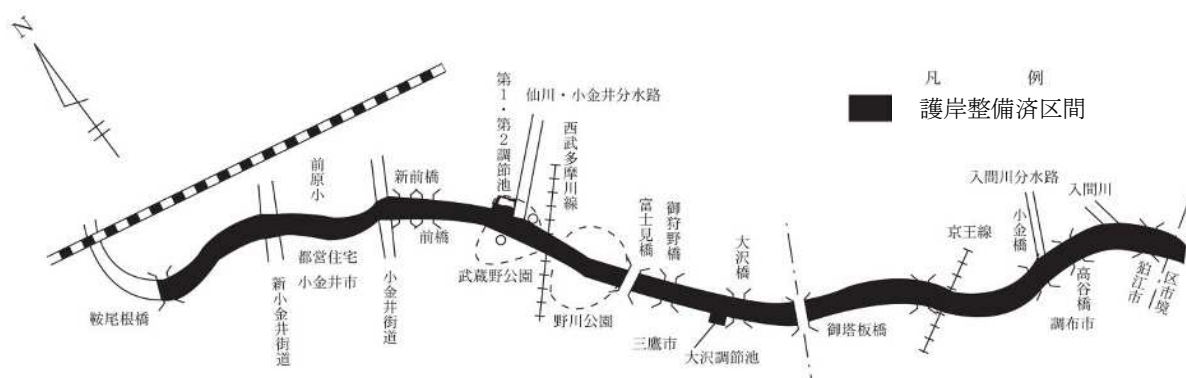 N
凡　例
護岸整備済区間
第1・第2調節池
仙川・小金井分水路
西武多摩川線
前原小
新前橋
前橋
武蔵野公園
都営住宅
小金井市
鞍尾根橋
新小金井街道
小金井街道
野川公園
富士見橋
御狩野橋
大沢橋
三鷹市
大沢調節池
御塔板橋
京王線
入間川分水路
小金橋
入間川
高谷橋
調布市
狛江市
区市境